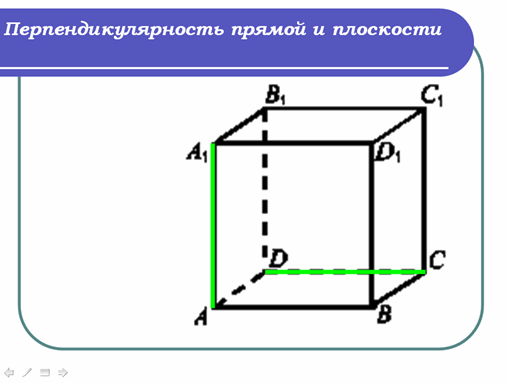 Перпендикулярность прямой и плоскости
B₁ C₁
A₁ D₁
D C
A B